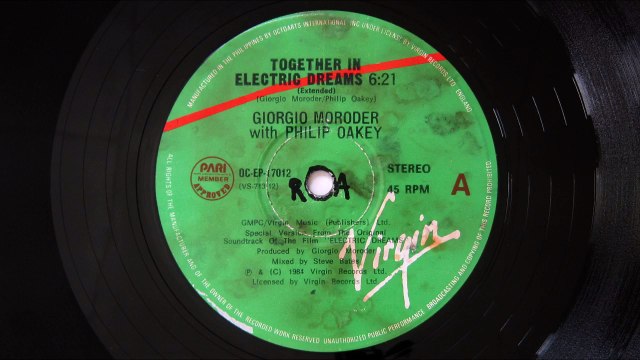 MANUFACTURED IN THE PHILIPPINES BY OCTOARTS INTERNATIONAL INC UNDER LICENSE BY VIRGIN RECORDS LTD. ENGLAND
TOGETHER IN
ELECTRIC DREAMS 6:21
(Extended)
(Giorgio Moroder/Philip Oakey)
GIORGIO MORODER
with PHILIP OAKEY
PARI
MEMBER
APPROVED
OC-EP-17012
(VS-713-12)
R A
STEREO
45 RPM
A
GMPC/Virgin Music (Publishers) Ltd.
Special Version From The Original
Soundtrack Of The Film "ELECTRIC DREAMS
Produced by Giorgio Moroder
Mixed by Steve
℗ & (C) 1984 Virgin Records Ltd.
Licensed by Virgin Records Ltd.
Virgin
ALL RIGHTS OF THE MANUFACTURER AND OF THE OWNER OF THE RECORDED WORK RESERVED UNAUTHORIZED PUBLIC PERFORMANCE BROADCASTING AND COPYING OF THIS RECORD PROHIBITED